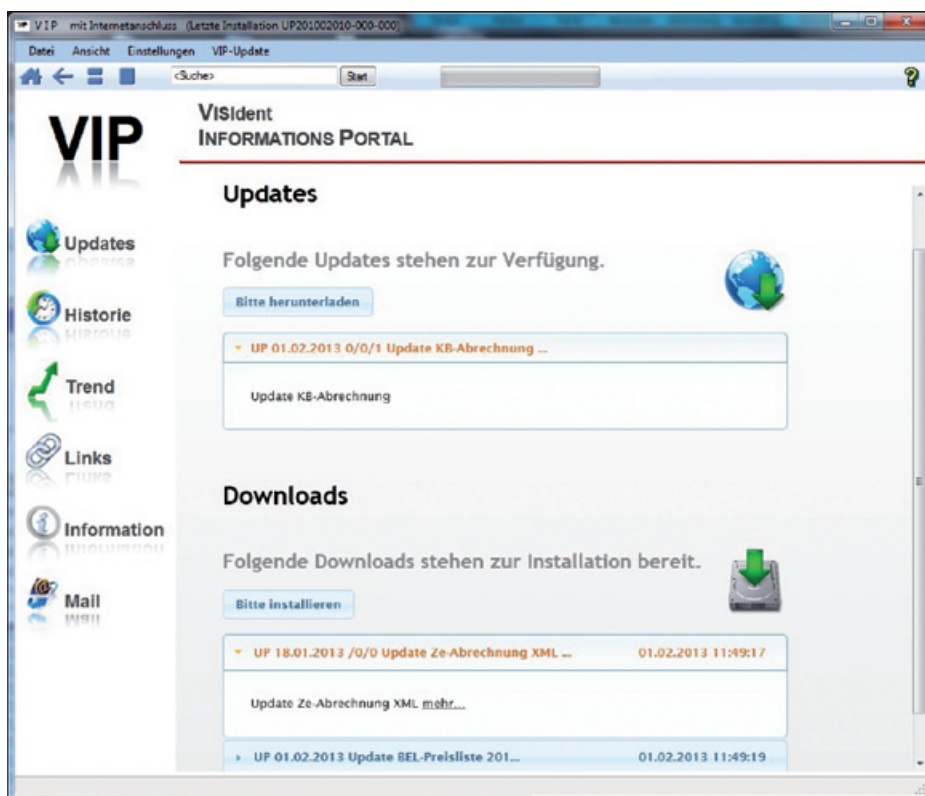 VIP mit Internetanschluss (Letzte Installation UP201002010-000-000)
Datei Ansicht Einstellungen VIP-Update
<Suche> Start
VIP
VISIdent
INFORMATIONS PORTAL
Updates
Historie
Trend
Links
Information
Mail
Updates
Folgende Updates stehen zur Verfügung.
Bitte herunterladen
UP 01.02.2013 0/0/1 Update KB-Abrechnung ...
Update KB-Abrechnung
Downloads
Folgende Downloads stehen zur Installation bereit.
Bitte installieren
UP 18.01.2013 /0/0 Update Ze-Abrechnung XML ... 01.02.2013 11:49:17
Update Ze-Abrechnung XML mehr...
UP 01.02.2013 Update BEL-Preisliste 201... 01.02.2013 11:49:19